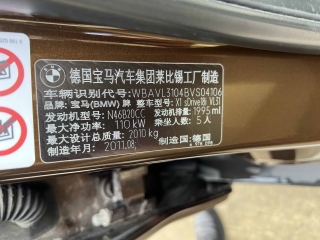 德国宝马汽车集团莱比锡工厂制造
车辆识别代号:WBAVL3104BVS04106
品牌: 宝马(BMW) 牌 整车型号: X1 sDrive18i VL31
发动机型号: N46B20CC 发动机排量: 1995 ml
最大净功率: 110 kW 乘坐人数: 5 人
最大设计总质量: 2010 kg
制造年月: 2011.08 制造国: 德国